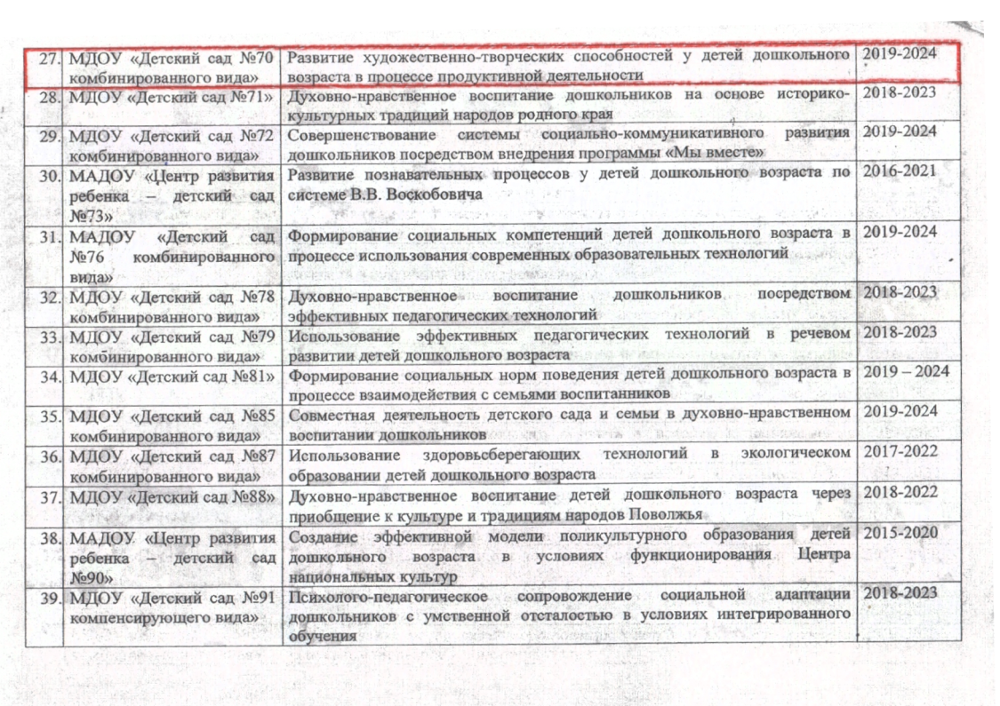 27. МДОУ «Детский сад №70 Развитие художественно-творческих способностей у детей дошкольного 2019-2024
комбинированного вида» возраста в процессе продуктивной деятельности
28. МДОУ «Детский сад №71» Духовно-нравственное воспитание дошкольников на основе историко- 2018-2023
культурных традиций народов родного края
29. МДОУ «Детский сад №72 Совершенствование системы социально-коммуникативного развития 2019-2024
комбинированного вида» дошкольников посредством внедрения программы «Мы вместе»
30. МАДОУ «Центр развития Развитие познавательных процессов у детей дошкольного возраста по 2016-2021
ребенка – детский сад системе В.В. Воскобовича
№73»
31. МАДОУ «Детский сад Формирование социальных компетенций детей дошкольного возраста в 2019-2024
№76 комбинированного процессе использования современных образовательных технологий
вида»
32. МДОУ «Детский сад №78 Духовно-нравственное воспитание дошкольников посредством 2018-2023
комбинированного вида» эффективных педагогических технологий
33. МДОУ «Детский сад №79 Использование эффективных педагогических технологий в речевом 2018-2023
комбинированного вида» развитии детей дошкольного возраста
34. МДОУ «Детский сад №81» Формирование социальных норм поведения детей дошкольного возраста в 2019 – 2024
процессе взаимодействия с семьями воспитанников
35. МДОУ «Детский сад №85 Совместная деятельность детского сада и семьи в духовно-нравственном 2019-2024
комбинированного вида» воспитании дошкольников
36. МДОУ «Детский сад №87 Использование здоровьсберегающих технологий в экологическом 2017-2022
комбинированного вида» образовании детей дошкольного возраста
37. МДОУ «Детский сад №88» Духовно-нравственное воспитание детей дошкольного возраста через 2018-2022
приобщение к культуре и традициям народов Поволжья
38. МАДОУ «Центр развития Создание эффективной модели поликультурного образования детей 2015-2020
ребенка – детский сад дошкольного возраста в условиях функционирования Центра
№90» национальных культур
39. МДОУ «Детский сад №91 Психолого-педагогическое сопровождение социальной адаптации 2018-2023
компенсирующего вида» дошкольников с умственной отсталостью в условиях интегрированного
обучения